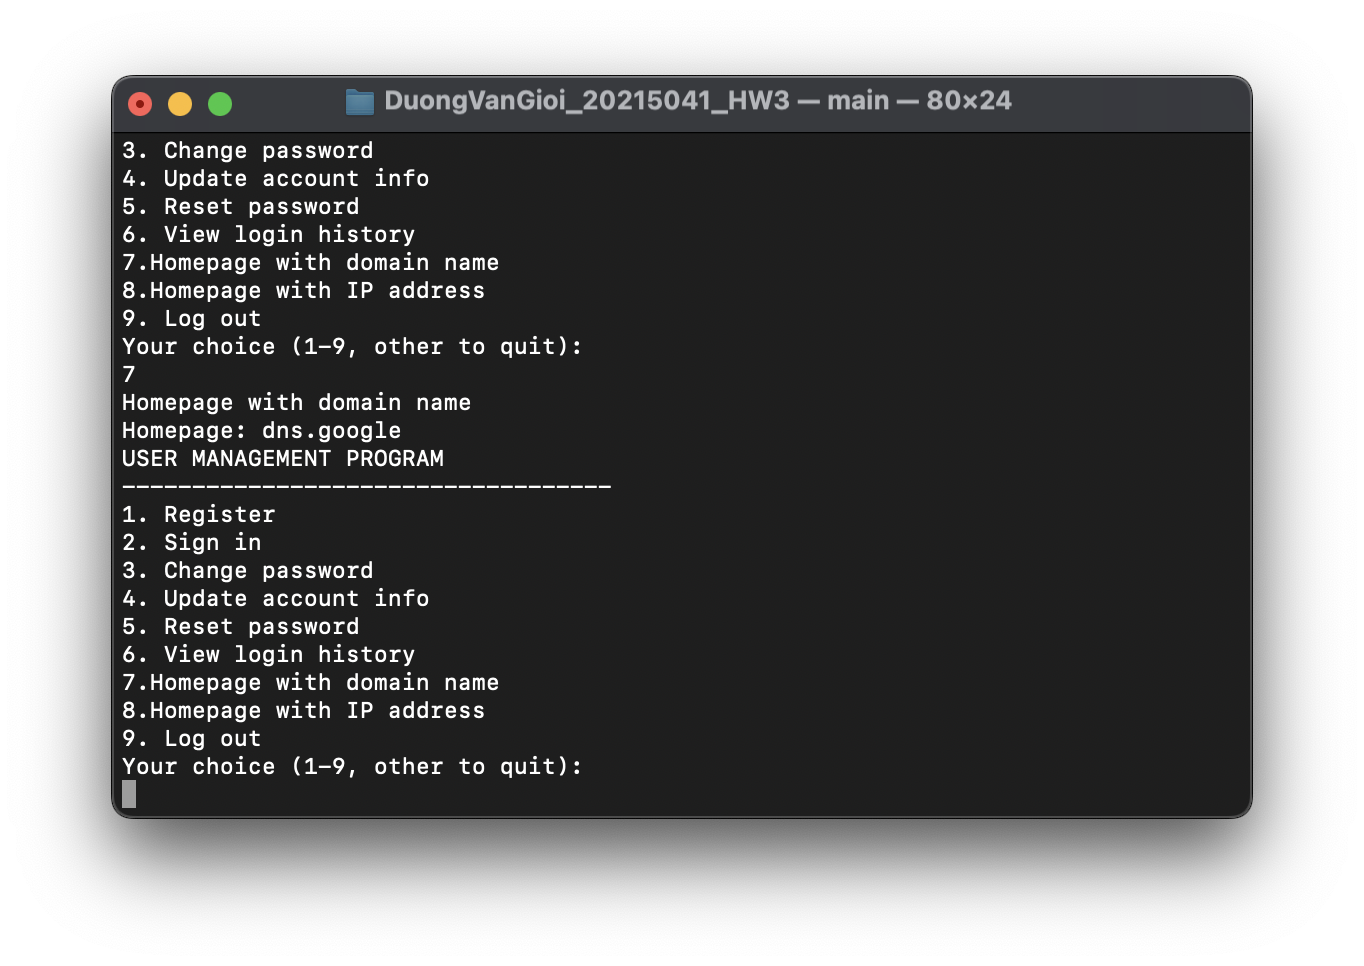 DuongVanGioi_20215041_HW3 — main — 80×24
3. Change password
4. Update account info
5. Reset password
6. View login history
7.Homepage with domain name
8.Homepage with IP address
9. Log out
Your choice (1-9, other to quit):
7
Homepage with domain name
Homepage: dns.google
USER MANAGEMENT PROGRAM
-----------------------------------
1. Register
2. Sign in
3. Change password
4. Update account info
5. Reset password
6. View login history
7.Homepage with domain name
8.Homepage with IP address
9. Log out
Your choice (1-9, other to quit):